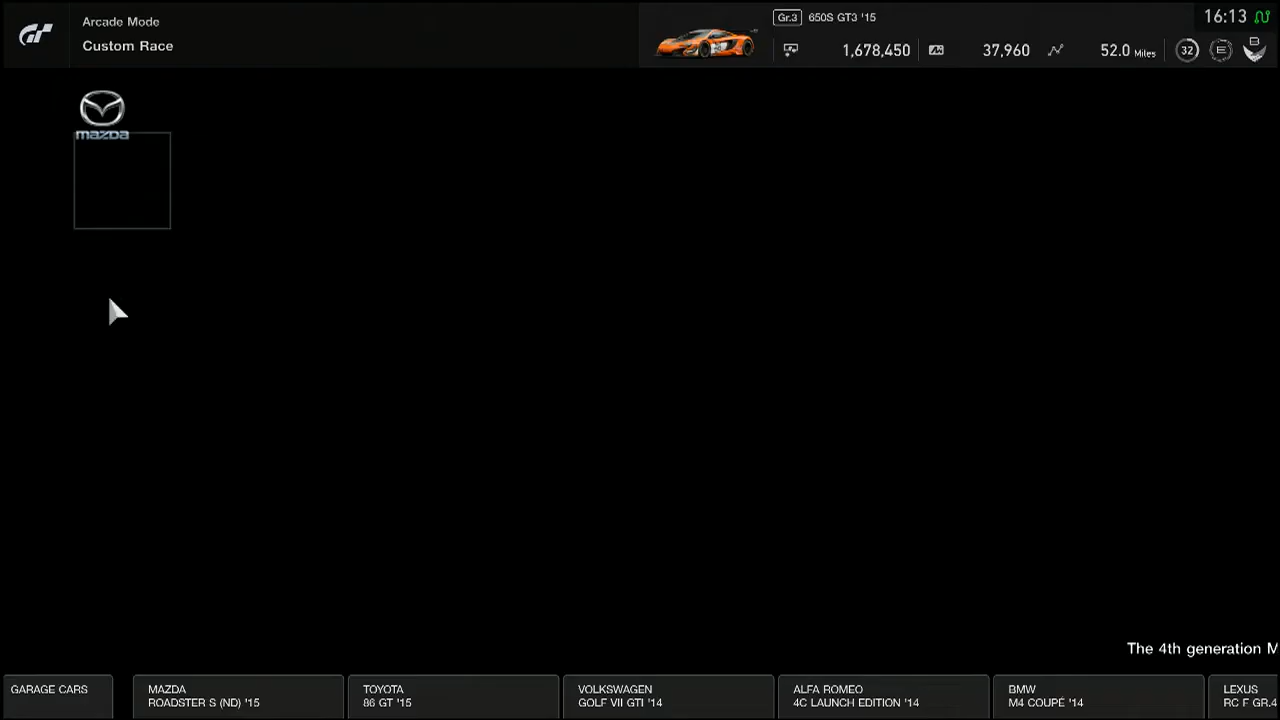 Arcade Mode
Custom Race
Gr.3 650S GT3 '15
16:13
1,678,450
37,960
52.0 Miles
32
E
B
mazda
The 4th generation M
GARAGE CARS
MAZDA
ROADSTER S (ND) '15
TOYOTA
86 GT '15
VOLKSWAGEN
GOLF VII GTI '14
ALFA ROMEO
4C LAUNCH EDITION '14
BMW
M4 COUPÉ '14
LEXUS
RC F GR.4